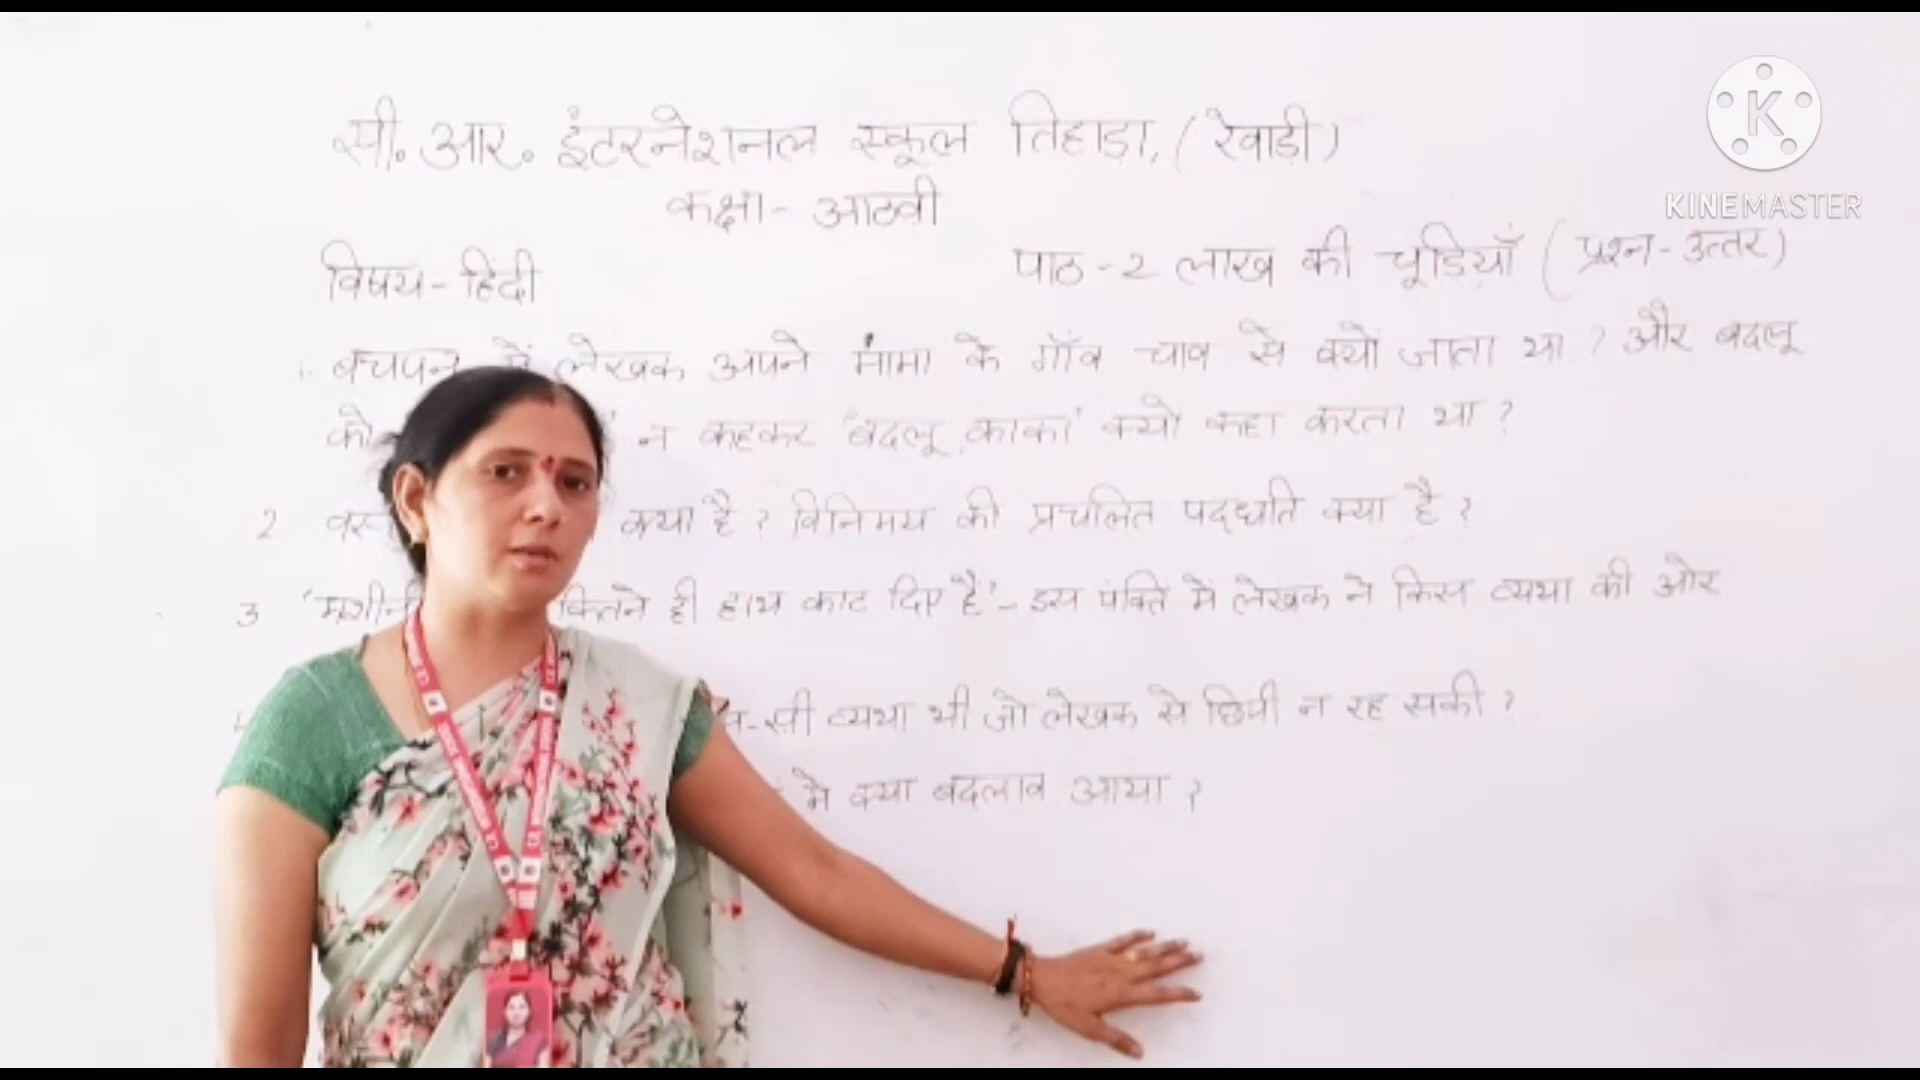 सी. आर. इंटरनेशनल स्कूल तिहाड़ा, (रेवाड़ी)
कक्षा- आठवी
विषय - हिंदी
पाठ -2 लाख की चूडियाँ (प्रश्न-उत्तर)
1. बचपन में लेखक अपने मामा के गाँव चाव से क्यों जाता था ? और बदलू
को न कहकर 'बदलू काका' क्यो कहा करता था ?
2 क्या है ? विनिमय की प्रचलित पद्धति क्या है ?
3 'मशीनी कितने ही हाथ काट दिए है'- इस पंक्ति में लेखक ने किस व्यथा की ओर
-सी व्यथा थी जो लेखक से छिपी न रह सकी ?
मे क्या बदलाव आया ?
KINEMASTER